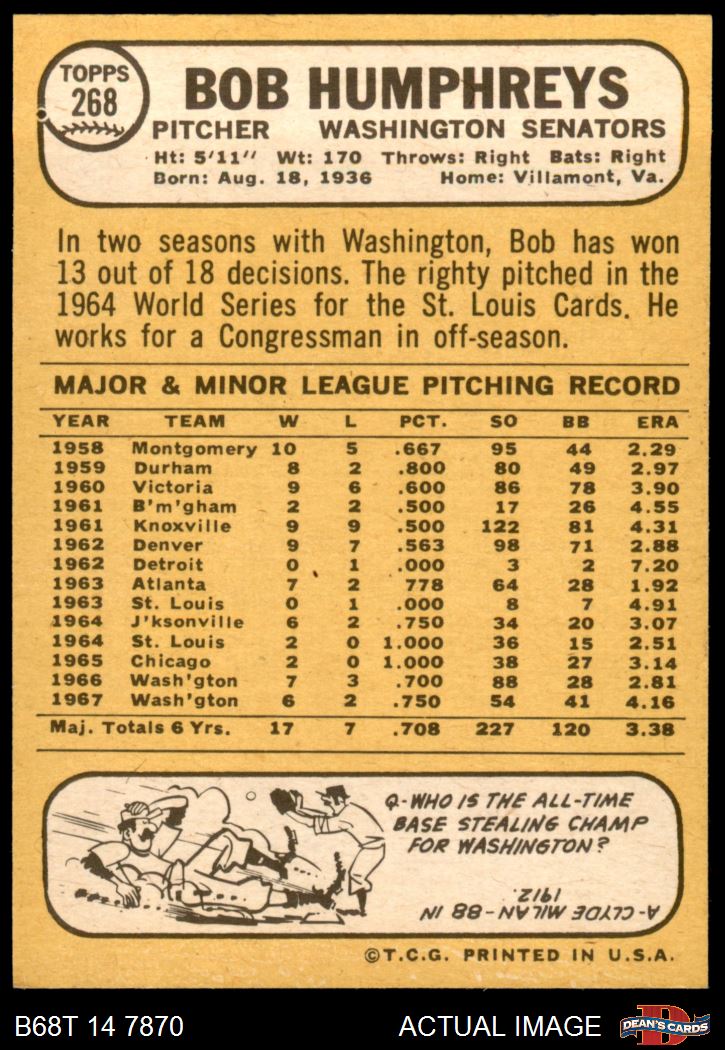 TOPPS
268
BOB HUMPHREYS
PITCHER WASHINGTON SENATORS
Ht: 5'11" Wt: 170 Throws: Right Bats: Right
Born: Aug. 18, 1936 Home: Villamont, Va.
In two seasons with Washington, Bob has won
13 out of 18 decisions. The righty pitched in the
1964 World Series for the St. Louis Cards. He
works for a Congressman in off-season.
MAJOR & MINOR LEAGUE PITCHING RECORD
YEAR TEAM W L PCT. SO BB ERA
1958 Montgomery 10 5 .667 95 44 2.29
1959 Durham 8 2 .800 80 49 2.97
1960 Victoria 9 6 .600 86 78 3.90
1961 B'm'gham 2 2 .500 17 26 4.55
1961 Knoxville 9 9 .500 122 81 4.31
1962 Denver 9 7 .563 98 71 2.88
1962 Detroit 0 1 .000 3 2 7.20
1963 Atlanta 7 2 778 64 28 1.92
1963 St. Louis 0 1 .000 8 7 4.91
1964 J'ksonville 6 2 .750 34 20 3.07
1964 St. Louis 2 0 1.000 36 15 2.51
1965 Chicago 2 0 1.000 38 27 3.14
1966 Wash'gton 7 3 .700 88 28 2.81
1967 Wash'gton 6 2 .750 54 41 4.16
Maj. Totals 6 Yrs. 17 7 .708 227 120 3.38
Q-WHO IS THE ALL-TIME
BASE STEALING CHAMP
FOR WASHINGTON?
A-CLYDE MILAN-88 IN
1912.
©T.C.G. PRINTED IN U.S.A.
B68T 14 7870 ACTUAL IMAGE
D
DEAN'S CARDS